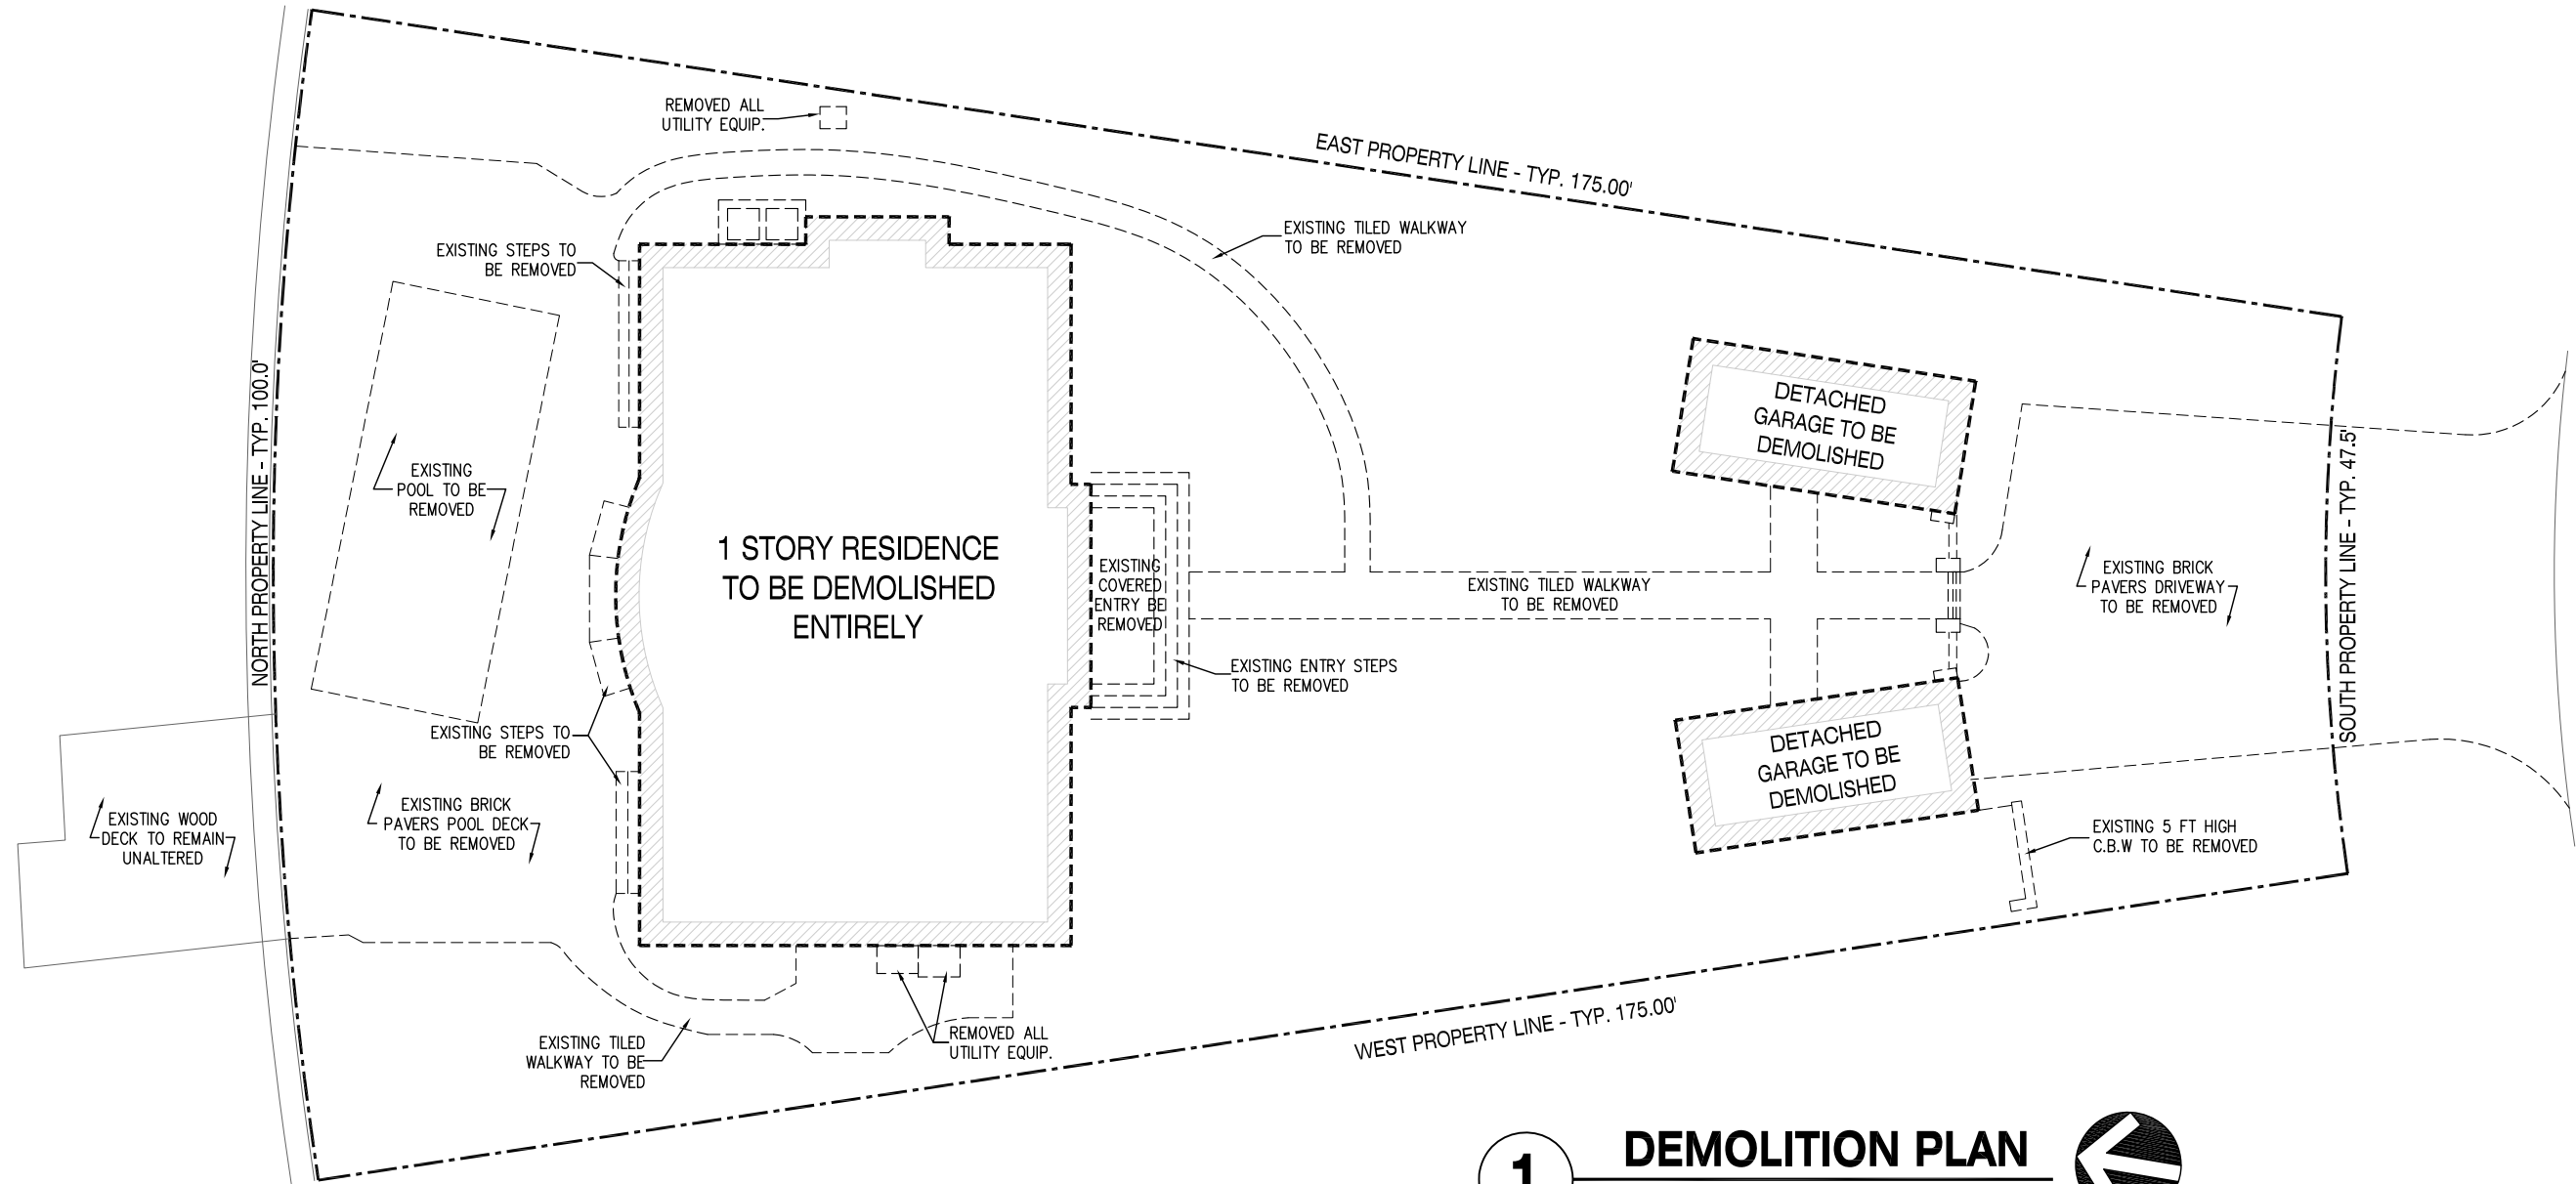 REMOVED ALL
UTILITY EQUIP.
EAST PROPERTY LINE - TYP. 175.00'
EXISTING TILED WALKWAY
TO BE REMOVED
EXISTING STEPS TO
BE REMOVED
NORTH PROPERTY LINE - TYP. 100.0'
EXISTING
POOL TO BE
REMOVED
1 STORY RESIDENCE
TO BE DEMOLISHED
ENTIRELY
EXISTING
COVERED
ENTRY BE
REMOVED
EXISTING TILED WALKWAY
TO BE REMOVED
DETACHED
GARAGE TO BE
DEMOLISHED
EXISTING BRICK
PAVERS DRIVEWAY
TO BE REMOVED
SOUTH PROPERTY LINE - TYP. 47.5'
EXISTING ENTRY STEPS
TO BE REMOVED
EXISTING STEPS TO
BE REMOVED
DETACHED
GARAGE TO BE
DEMOLISHED
EXISTING WOOD
DECK TO REMAIN
UNALTERED
EXISTING BRICK
PAVERS POOL DECK
TO BE REMOVED
EXISTING 5 FT HIGH
C.B.W TO BE REMOVED
EXISTING TILED
WALKWAY TO BE
REMOVED
REMOVED ALL
UTILITY EQUIP.
WEST PROPERTY LINE - TYP. 175.00'
1
DEMOLITION PLAN